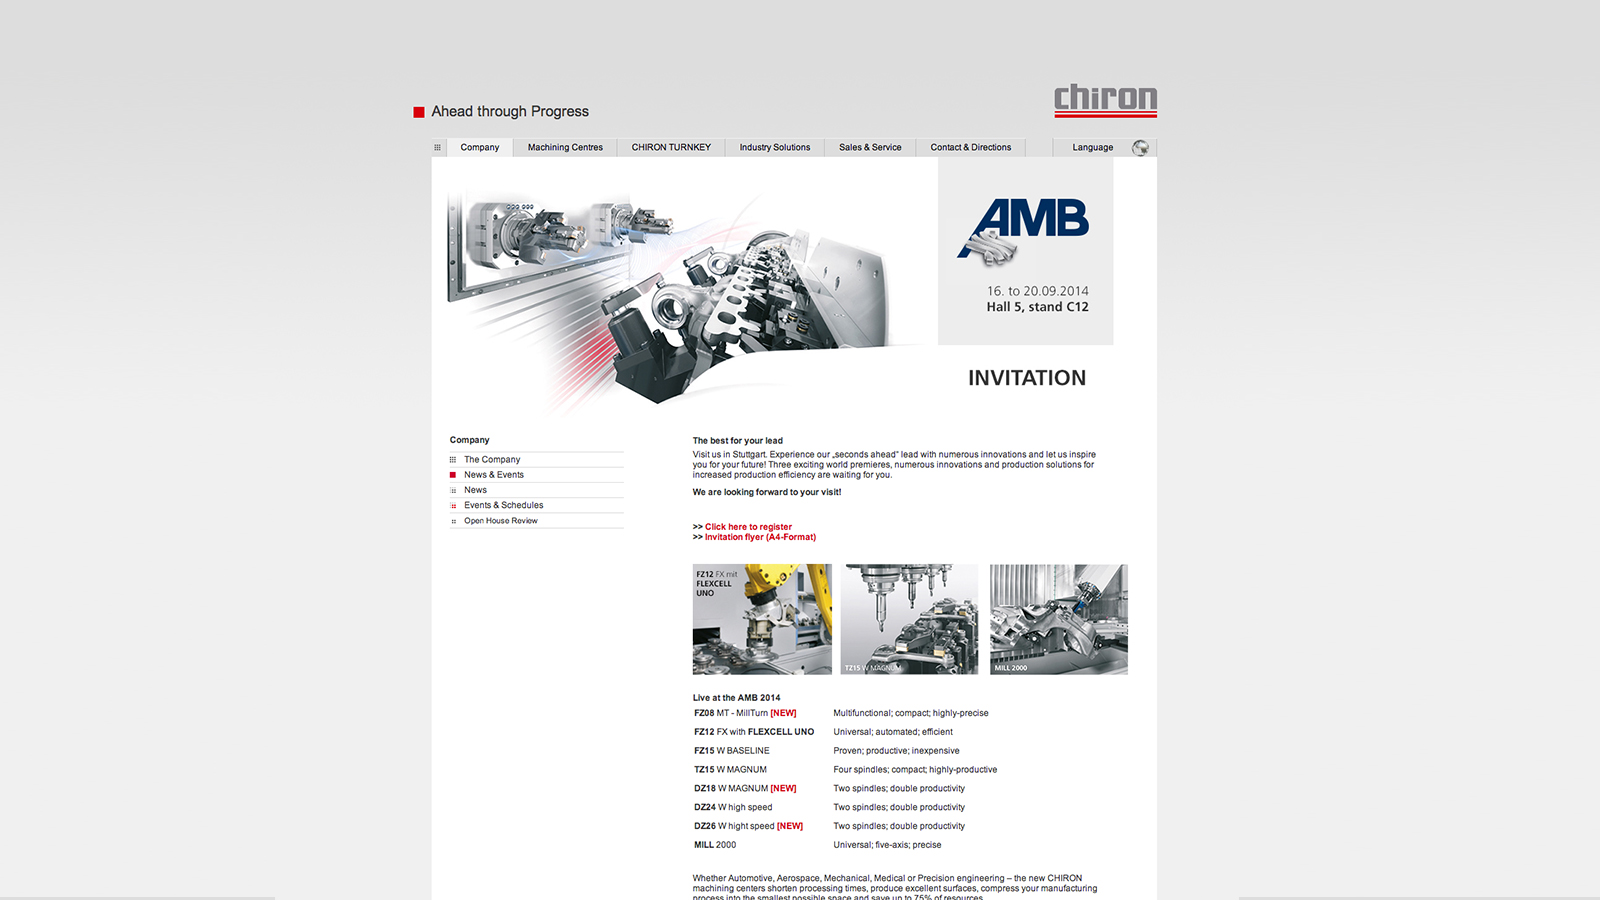 chiron
Ahead through Progress
Company
Machining Centres
CHIRON TURNKEY
Industry Solutions
Sales & Service
Contact & Directions
Language
AMB
16. to 20.09.2014
Hall 5, stand C12
INVITATION
Company
The Company
News & Events
News
Events & Schedules
Open House Review
The best for your lead
Visit us in Stuttgart. Experience our „seconds ahead” lead with numerous innovations and let us inspire
you for your future! Three exciting world premieres, numerous innovations and production solutions for
increased production efficiency are waiting for you.
We are looking forward to your visit!
>> Click here to register
>> Invitation flyer (A4-Format)
FZ12 FX mit
FLEXCELL
UNO
TZ15 W MAGNUM
MILL 2000
Live at the AMB 2014
FZ08 MT - MillTurn [NEW] Multifunctional; compact; highly-precise
FZ12 FX with FLEXCELL UNO Universal; automated; efficient
FZ15 W BASELINE Proven; productive; inexpensive
TZ15 W MAGNUM Four spindles; compact; highly-productive
DZ18 W MAGNUM [NEW] Two spindles; double productivity
DZ24 W high speed Two spindles; double productivity
DZ26 W hight speed [NEW] Two spindles; double productivity
MILL 2000 Universal; five-axis; precise
Whether Automotive, Aerospace, Mechanical, Medical or Precision engineering – the new CHIRON
machining centers shorten processing times, produce excellent surfaces, compress your manufacturing
process into the smallest possible space and save up to 75% of resources.